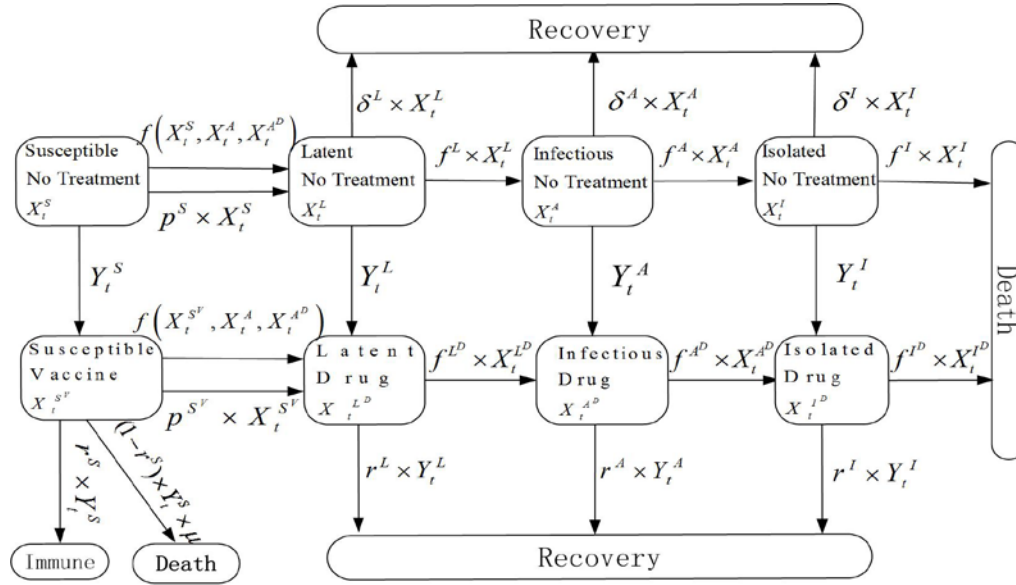 Recovery
δ^L × X_t^L
δ^A × X_t^A
δ^I × X_t^I
f(X_t^S, X_t^A, X_t^{A^D})
Susceptible
No Treatment
X_t^S
p^S × X_t^S
Latent
No Treatment
X_t^L
f^L × X_t^L
Infectious
No Treatment
X_t^A
f^A × X_t^A
Isolated
No Treatment
X_t^I
f^I × X_t^I
Death
Y_t^S
Y_t^L
Y_t^A
Y_t^I
f(X_t^{S^V}, X_t^A, X_t^{A^D})
Susceptible
Vaccine
X_t^{S^V}
p^{S^V} × X_t^{S^V}
Latent
Drug
X_t^{L^D}
f^{L^D} × X_t^{L^D}
Infectious
Drug
X_t^{A^D}
f^{A^D} × X_t^{A^D}
Isolated
Drug
X_t^{I^D}
f^{I^D} × X_t^{I^D}
r^S × Y_t^S
(1-r^S) × Y_t^S × μ
r^L × Y_t^L
r^A × Y_t^A
r^I × Y_t^I
Immune
Death
Recovery